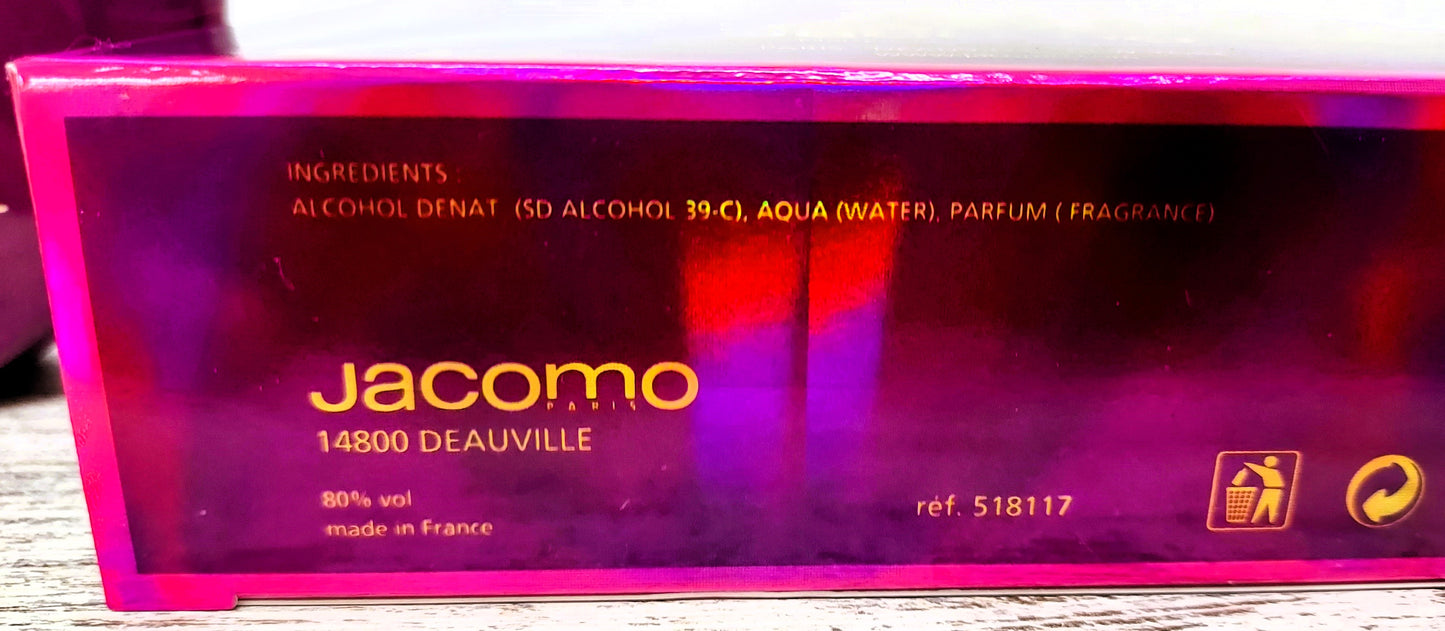 INGREDIENTS :
ALCOHOL DENAT (SD ALCOHOL 39-C), AQUA (WATER), PARFUM ( FRAGRANCE)
Jacomo
PARIS
14800 DEAUVILLE
80% vol
made in France
réf. 518117